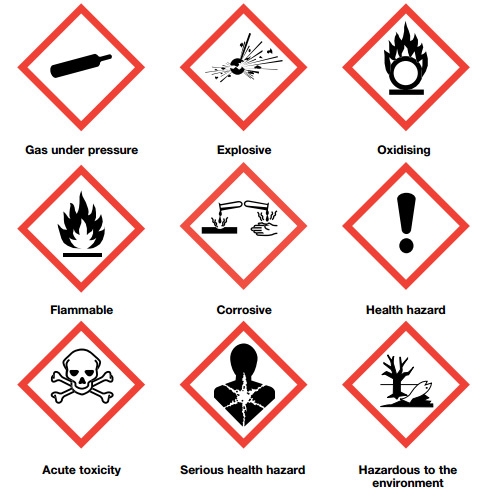 Gas under pressure
Explosive
Oxidising
Flammable
Corrosive
Health hazard
Acute toxicity
Serious health hazard
Hazardous to the
environment